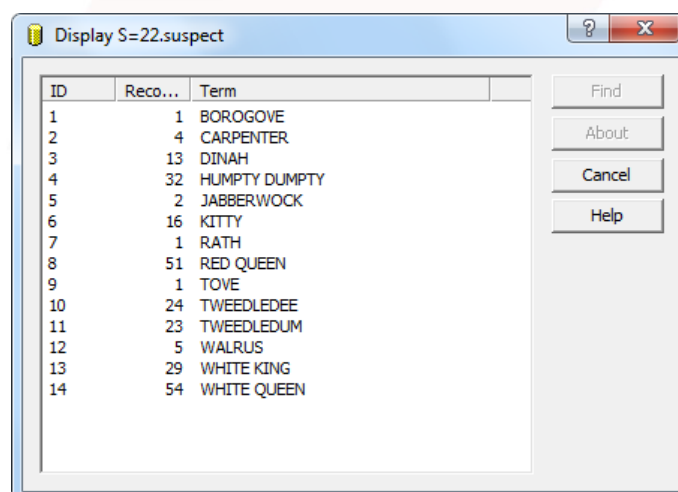 Display S=22.suspect
ID Reco... Term
1 1 BOROGOVE
2 4 CARPENTER
3 13 DINAH
4 32 HUMPTY DUMPTY
5 2 JABBERWOCK
6 16 KITTY
7 1 RATH
8 51 RED QUEEN
9 1 TOVE
10 24 TWEEDLEDEE
11 23 TWEEDLEDUM
12 5 WALRUS
13 29 WHITE KING
14 54 WHITE QUEEN
Find
About
Cancel
Help